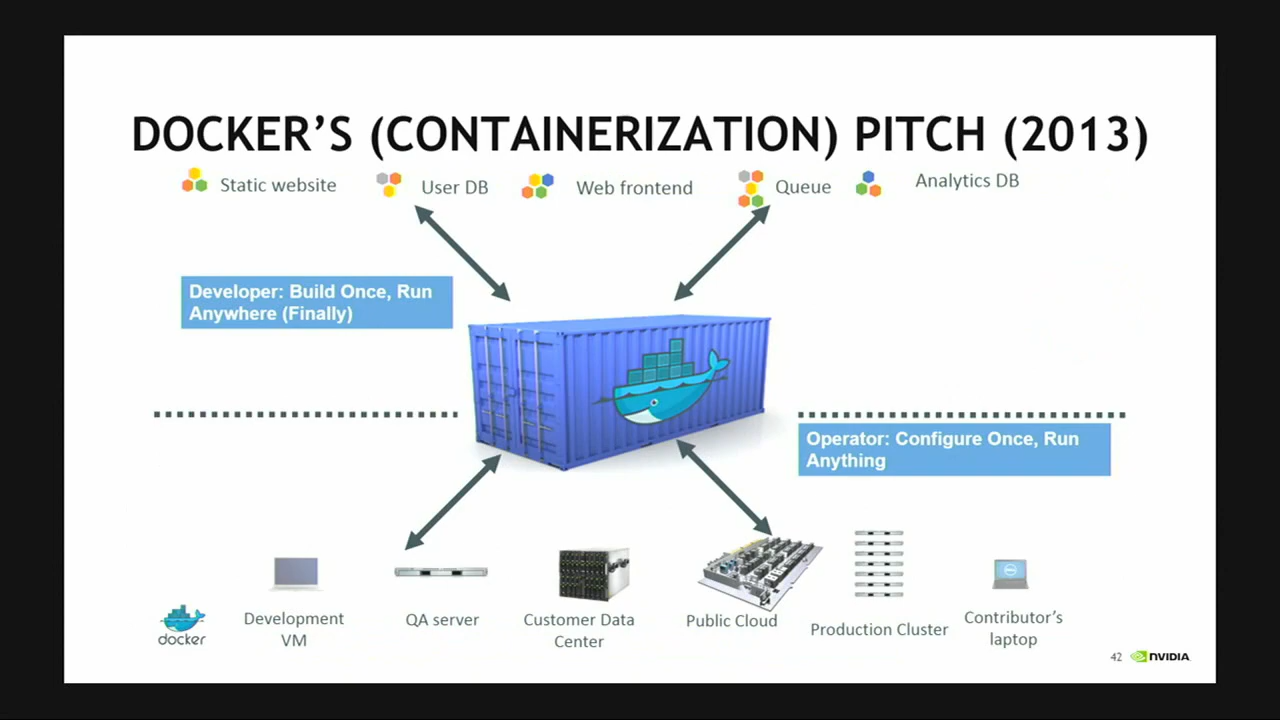 DOCKER'S (CONTAINERIZATION) PITCH (2013)
Static website
User DB
Web frontend
Queue
Analytics DB
Developer: Build Once, Run
Anywhere (Finally)
Operator: Configure Once, Run
Anything
docker
Development
VM
QA server
Customer Data
Center
Public Cloud
Production Cluster
Contributor's
laptop
DELL
42
NVIDIA